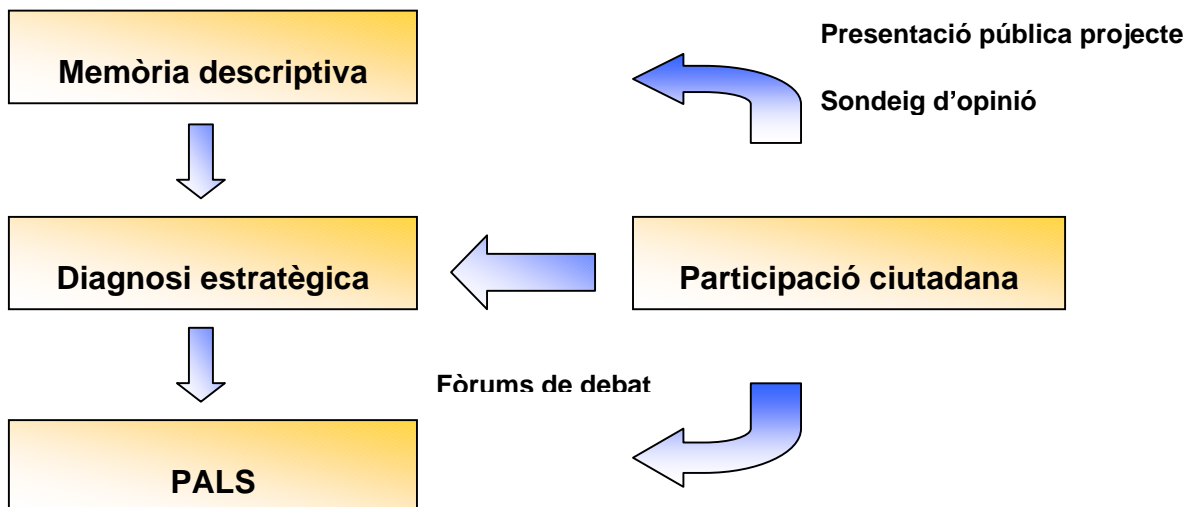 Presentació pública projecte
Memòria descriptiva
Sondeig d’opinió
Diagnosi estratègica
Participació ciutadana
Fòrums de debat
PALS